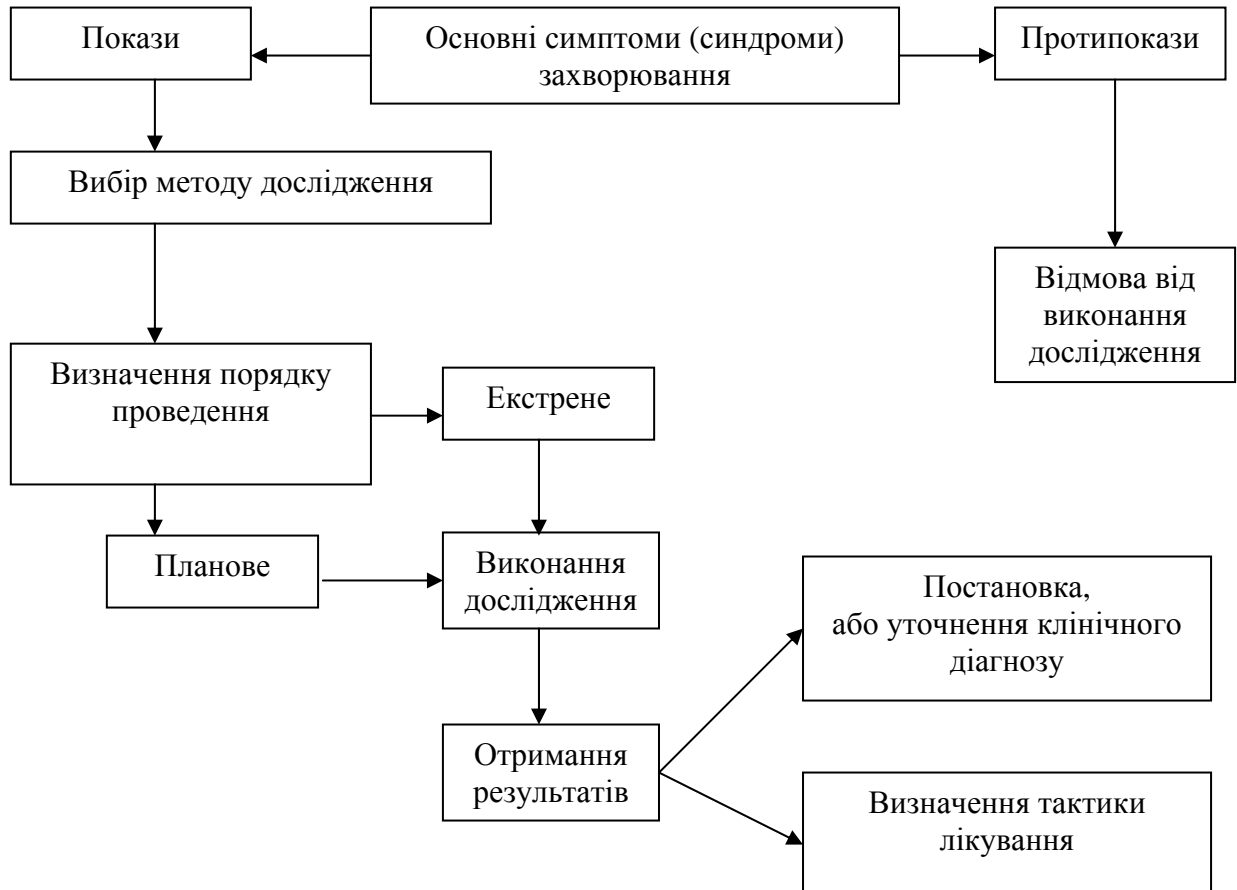 Покази
Основні симптоми (синдроми)
захворювання
Протипокази
Вибір методу дослідження
Відмова від
виконання
дослідження
Визначення порядку
проведення
Екстрене
Планове
Виконання
дослідження
Постановка,
або уточнення клінічного
діагнозу
Отримання
результатів
Визначення тактики
лікування